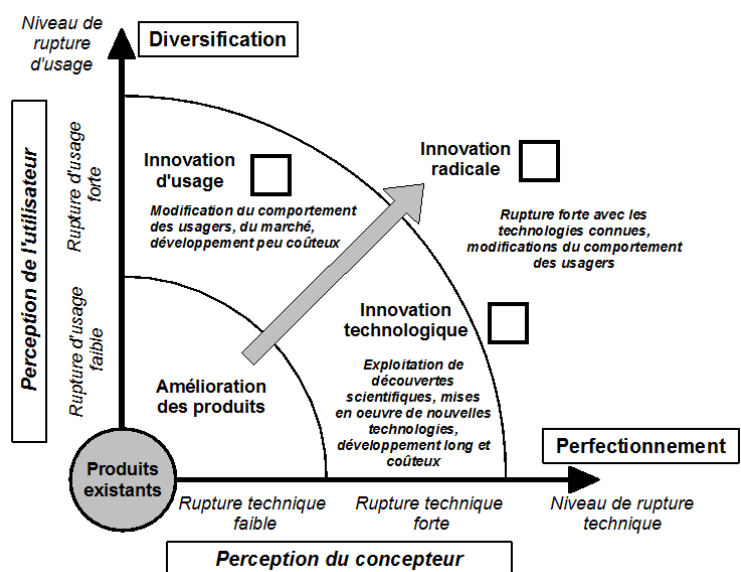 Niveau de
rupture
d'usage
Diversification
Perception de l'utilisateur
Rupture d'usage
forte
Rupture d'usage
faible
Innovation
d'usage
Modification du comportement
des usagers, du marché,
développement peu coûteux
Innovation
radicale
Rupture forte avec les
technologies connues,
modifications du comportement
des usagers
Innovation
technologique
Exploitation de
découvertes
scientifiques, mises
en oeuvre de nouvelles
technologies,
développement long et
coûteux
Amélioration
des produits
Produits
existants
Perfectionnement
Rupture technique
faible
Rupture technique
forte
Niveau de rupture
technique
Perception du concepteur